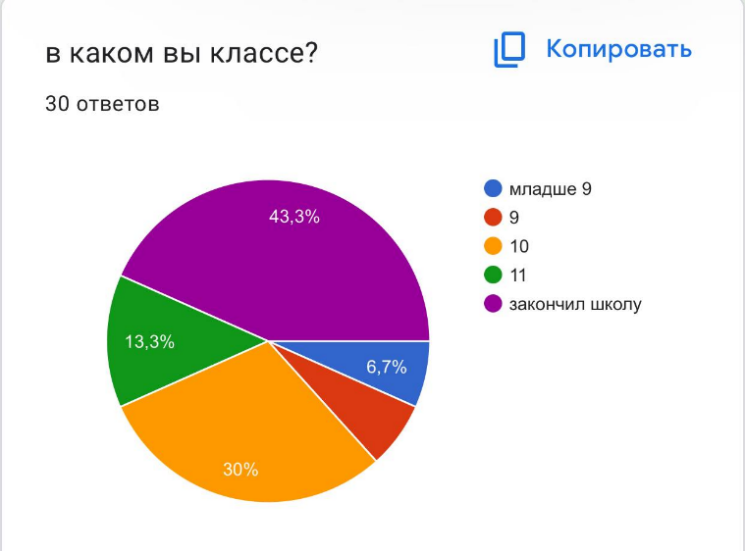 в каком вы классе?
Копировать
30 ответов
43,3%
13,3%
6,7%
30%
младше 9
9
10
11
закончил школу